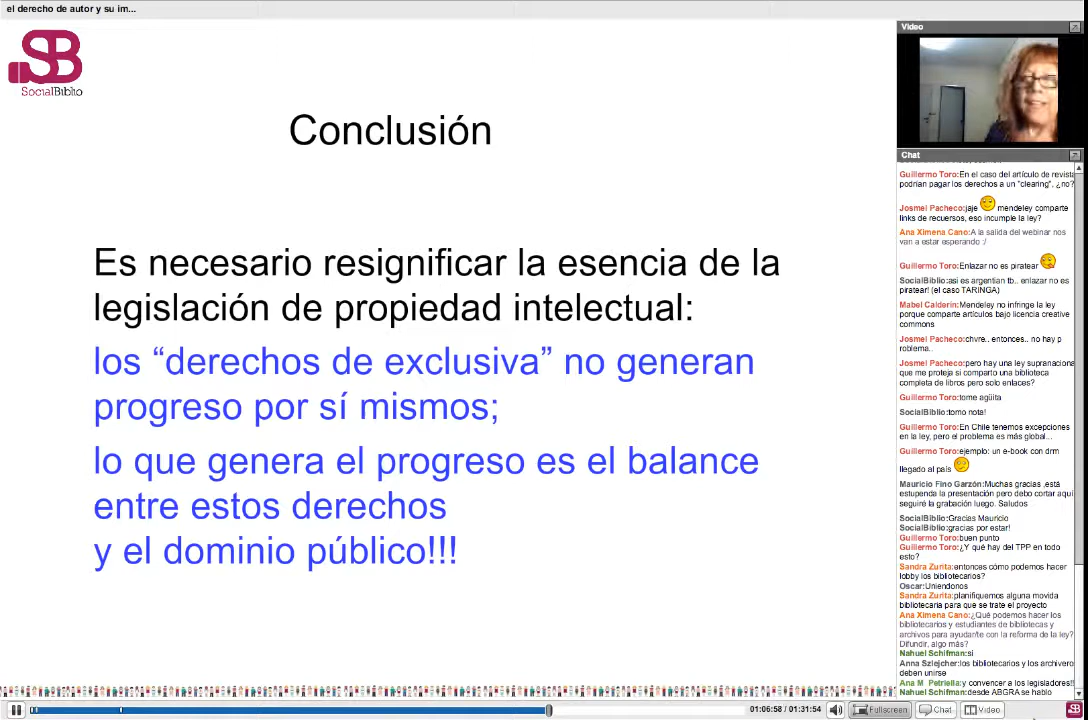 el derecho de autor y su im...
SB
SocialBiblio
Conclusión
Es necesario resignificar la esencia de la
legislación de propiedad intelectual:
los “derechos de exclusiva” no generan
progreso por sí mismos;
lo que genera el progreso es el balance
entre estos derechos
y el dominio público!!!
Video
Chat
Guillermo Toro:En el caso del artículo de revista
podrían pagar los derechos a un "clearing", ¿no?
Josmel Pacheco:jaje mendeley comparte
links de recuersos, eso incumple la ley?
Ana Ximena Cano:A la salida del webinar nos
van a estar esperando :/
Guillermo Toro:Enlazar no es piratear
SocialBiblio:asi es argentian tb.. enlazar no es
piratear! (el caso TARINGA)
Mabel Calderin:Mendeley no infringe la ley
porque comparte artículos bajo licencia creative
commons
Josmel Pacheco:chvre.. entonces.. no hay p
roblema..
Josmel Pacheco:pero hay una ley supranaciona
que me proteja si comparto una biblioteca
completa de libros pero solo enlaces?
Guillermo Toro:tome agüita
SocialBiblio:tomo nota!
Guillermo Toro:En Chile tenemos excepciones
en la ley, pero el problema es más global...
Guillermo Toro:ejemplo: un e-book con drm
llegado al país
Mauricio Fino Garzón:Muchas gracias ,está
estupenda la presentación pero debo cortar aquí
seguiré la grabación luego. Saludos
SocialBiblio:Gracias Mauricio
SocialBiblio:gracias por estar!
Guillermo Toro:buen punto
Guillermo Toro:¿Y qué hay del TPP en todo
esto?
Sandra Zurita:entonces cómo podemos hacer
lobby los bibliotecarios?
Oscar:Uniendonos
Sandra Zurita:planifiquemos alguna movida
bibliotecaria para que se trate el proyecto
Ana Ximena Cano:¿Qué podemos hacer los
bibliotecarios y estudiantes de bibliotecas y
archivos para ayudarte con la reforma de la ley?
Difundir, algo más?
Nahuel Schifman:si
Anna Szlejcher:los bibliotecarios y los archivero
deben unirse
Ana M Petriella:y convencer a los legisladores!!
Nahuel Schifman:desde ABGRA se hablo
01:06:58 / 01:31:54
Fullscreen
Chat
Video
SB